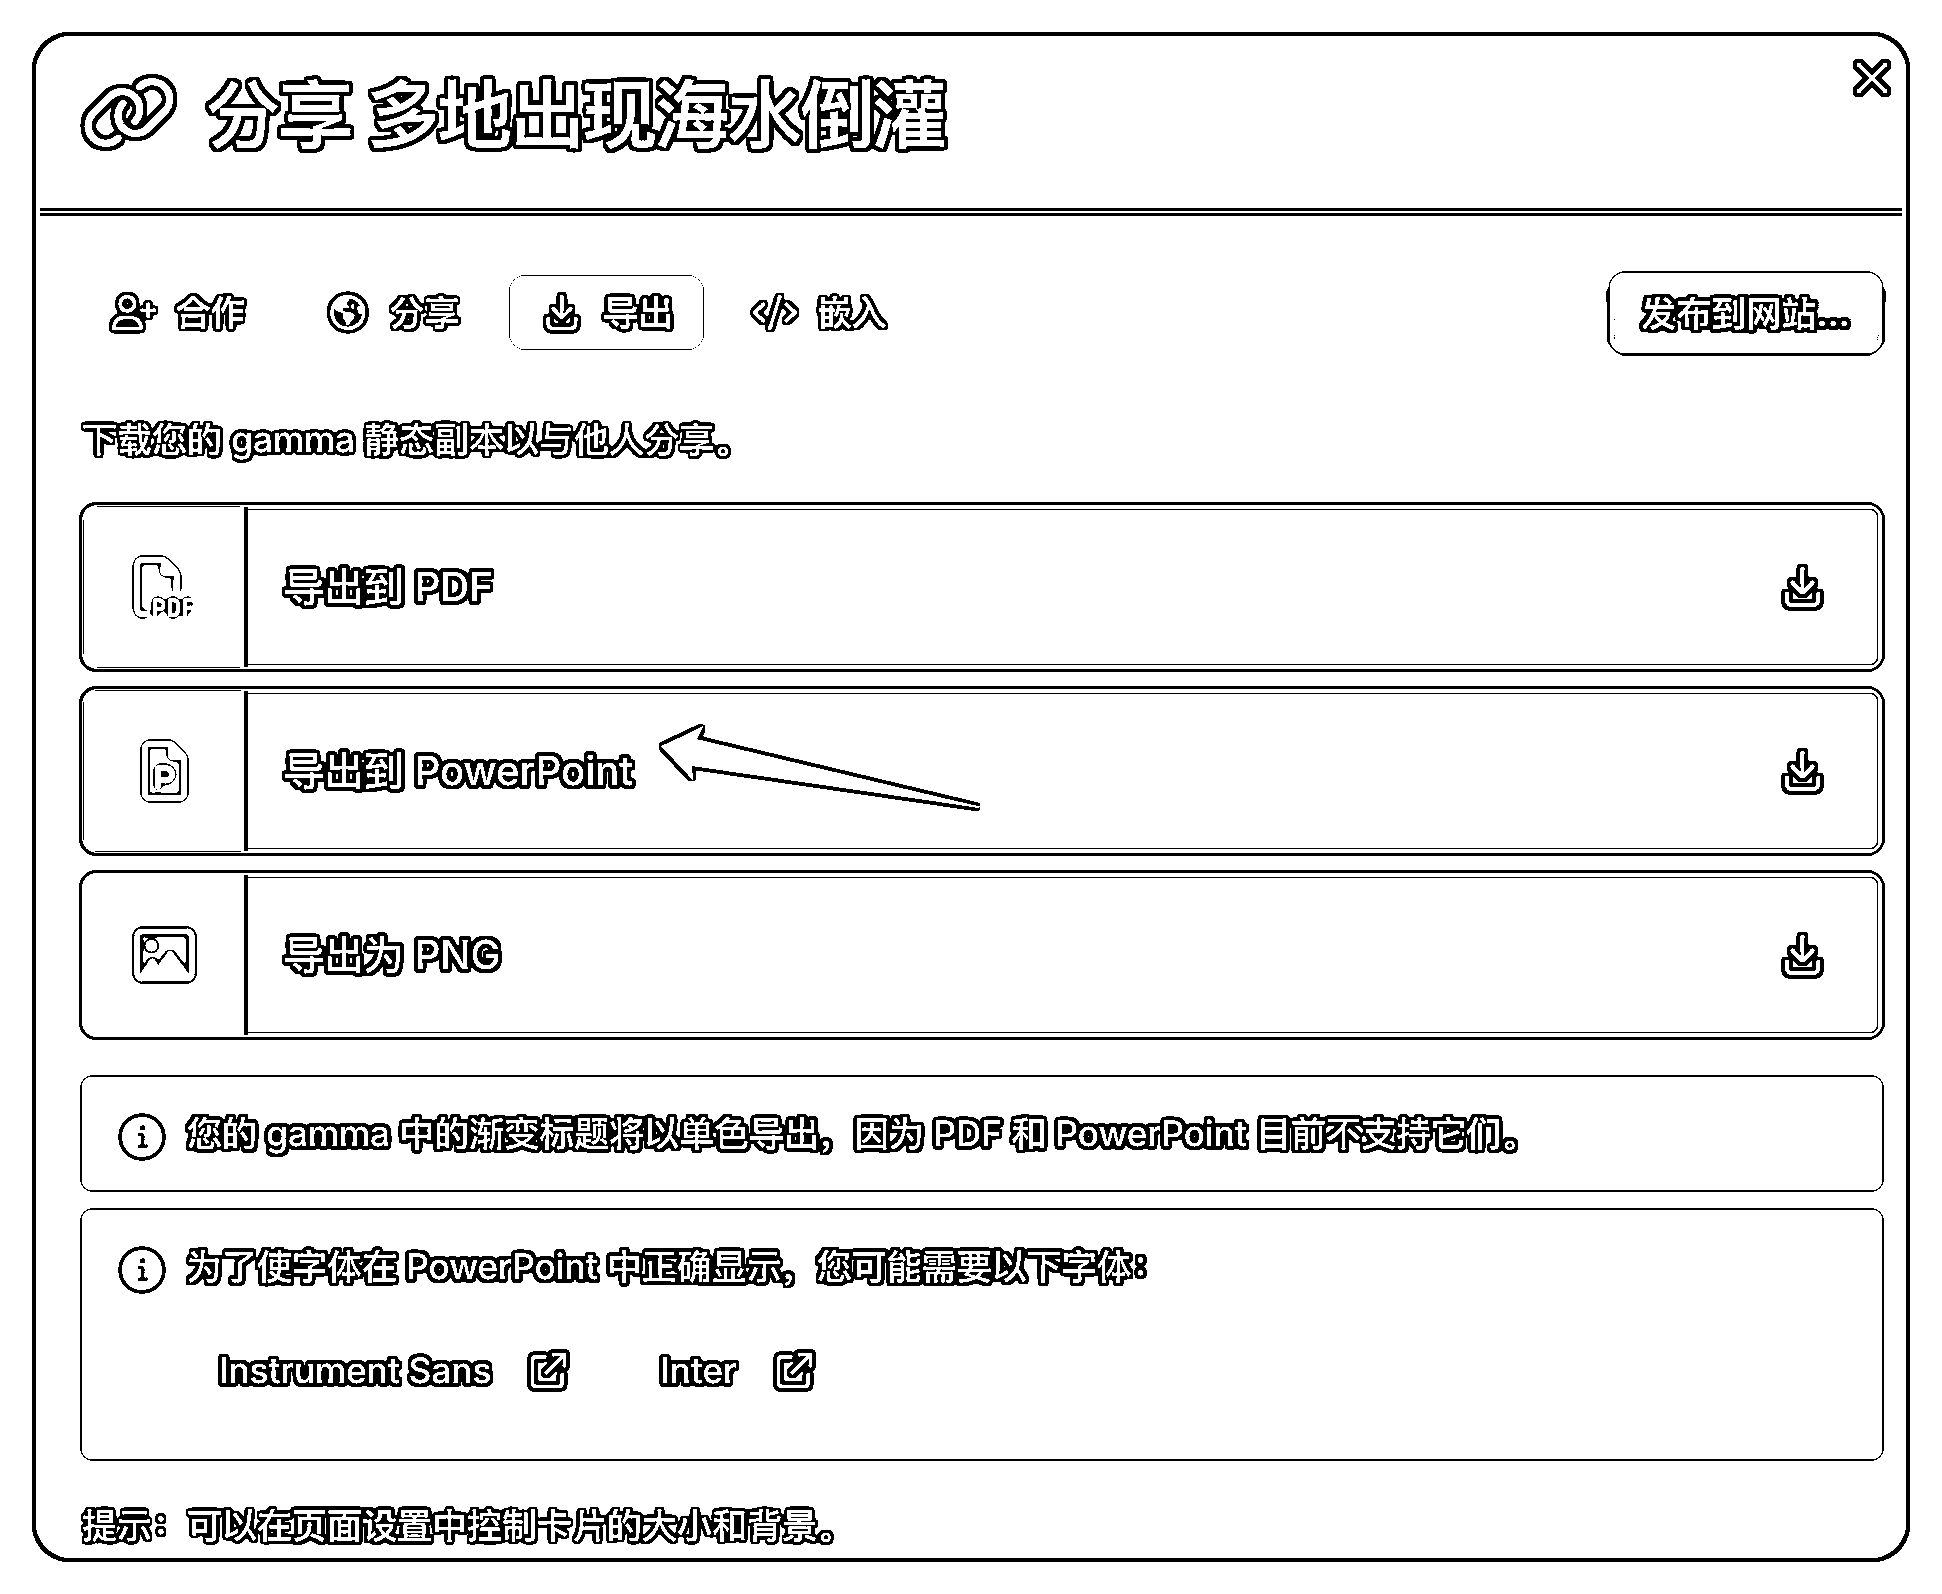 分享 多地出现海水倒灌
合作 分享 导出 嵌入 发布到网站...
下载您的 gamma 静态副本以与他人分享。
PDF 导出到 PDF
P 导出到 PowerPoint
导出为 PNG
您的 gamma 中的渐变标题将以单色导出，因为 PDF 和 PowerPoint 目前不支持它们。
为了使字体在 PowerPoint 中正确显示，您可能需要以下字体：
Instrument Sans Inter
提示：可以在页面设置中控制卡片的大小和背景。